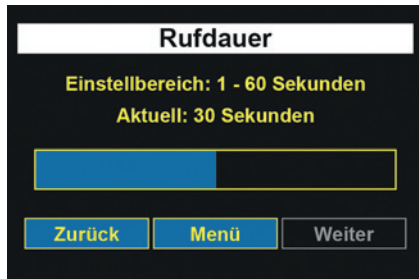 Rufdauer
Einstellbereich: 1 - 60 Sekunden
Aktuell: 30 Sekunden
Zurück Menü Weiter